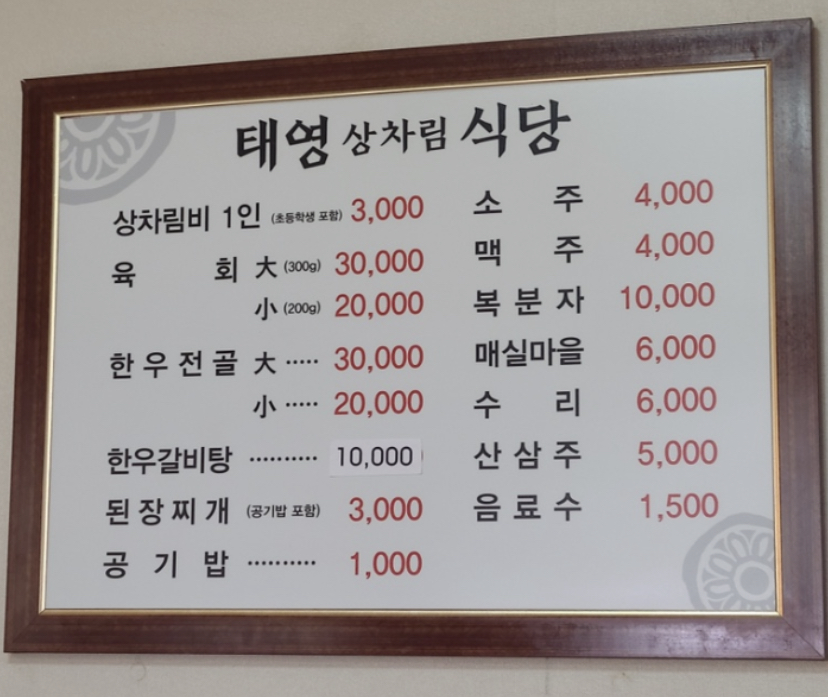 태영 상차림 식당
상차림비 1인 (초등학생 포함) 3,000
육 회 大 (300g) 30,000
小 (200g) 20,000
한우전골 大 ····· 30,000
小 ····· 20,000
한우갈비탕 ·········· 10,000
된장찌개 (공기밥 포함) 3,000
공 기 밥 ·········· 1,000
소 주 4,000
맥 주 4,000
복 분 자 10,000
매실마을 6,000
수 리 6,000
산 삼 주 5,000
음 료 수 1,500